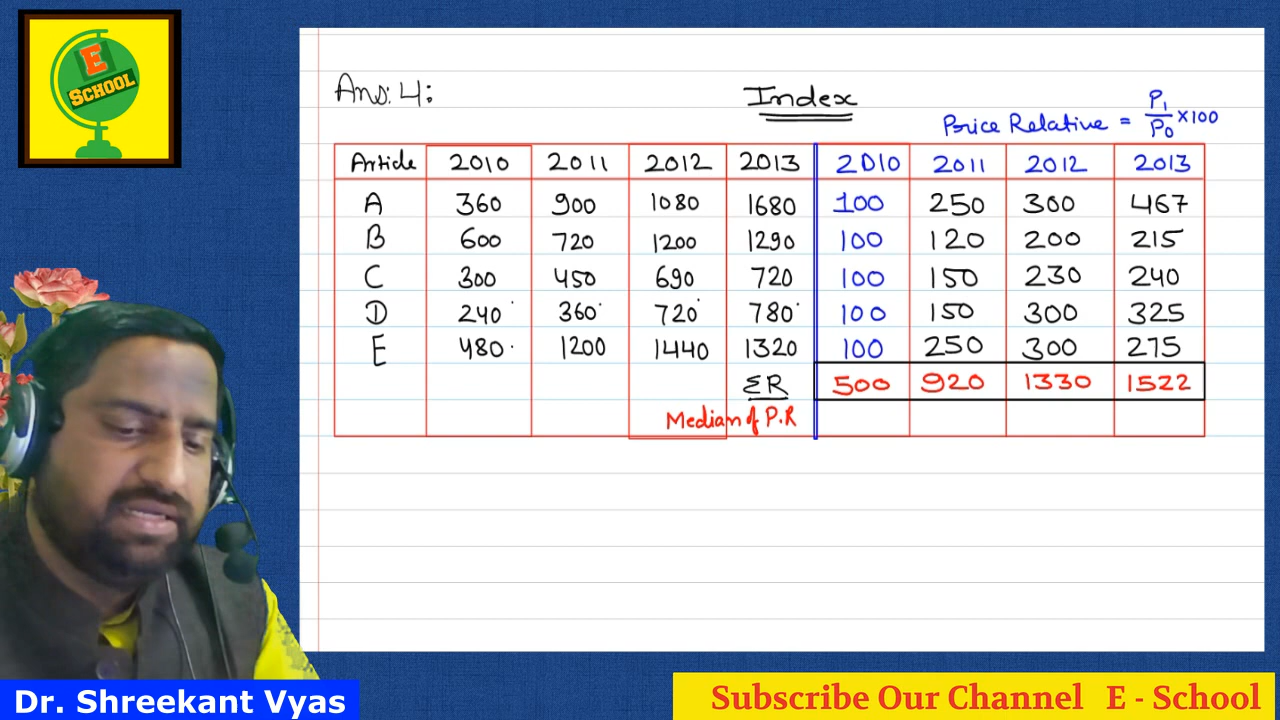 E
SCHOOL
Ans: 4:
Index
Price Relative = P1/P0 ×100
Article 2010 2011 2012 2013 2010 2011 2012 2013
A 360 900 1080 1680 100 250 300 467
B 600 720 1200 1290 100 120 200 215
C 300 450 690 720 100 150 230 240
D 240 360 720 780 100 150 300 325
E 480 1200 1440 1320 100 250 300 275
ΣR 500 920 1330 1522
Median of P.R
Dr. Shreekant Vyas
Subscribe Our Channel E - School